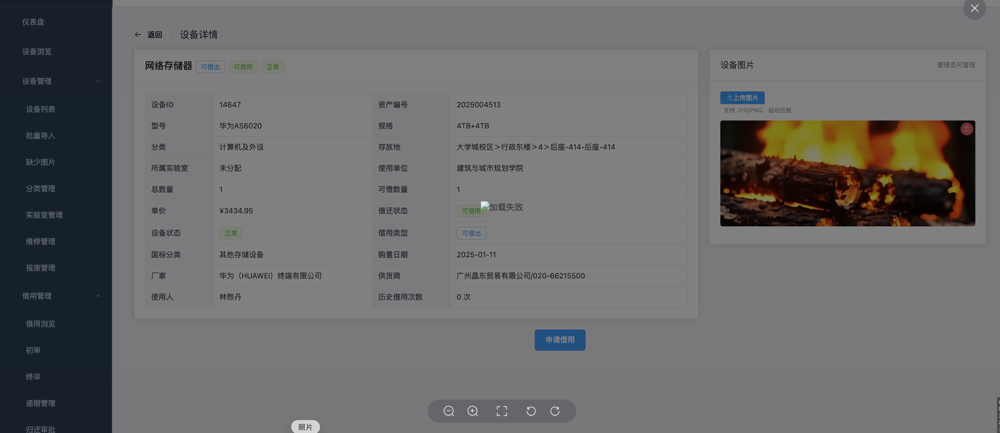 仪表盘
设备浏览
设备管理
设备列表
批量导入
缺少图片
分类管理
实验室管理
维修管理
报废管理
借用管理
借用浏览
初审
终审
逾期管理
归还审批
返回 设备详情
网络存储器 可借出 可借用 正常
设备ID 14647 资产编号 2025004513
型号 华为AS6020 规格 4TB+4TB
分类 计算机及外设 存放地 大学城校区>行政东楼>4>后座-414-后座-414
所属实验室 未分配 使用单位 建筑与城市规划学院
总数量 1 可借数量 1
单价 ¥3434.95 借还状态 可借用 加载失败
设备状态 正常 借用类型 可借出
国标分类 其他存储设备 购置日期 2025-01-11
厂家 华为（HUAWEI）终端有限公司 供货商 广州晶东贸易有限公司/020-66215500
使用人 林煦丹 历史借用次数 0 次
申请借用
设备图片 管理员可管理
上传图片
支持 JPG/PNG，自动压缩
照片